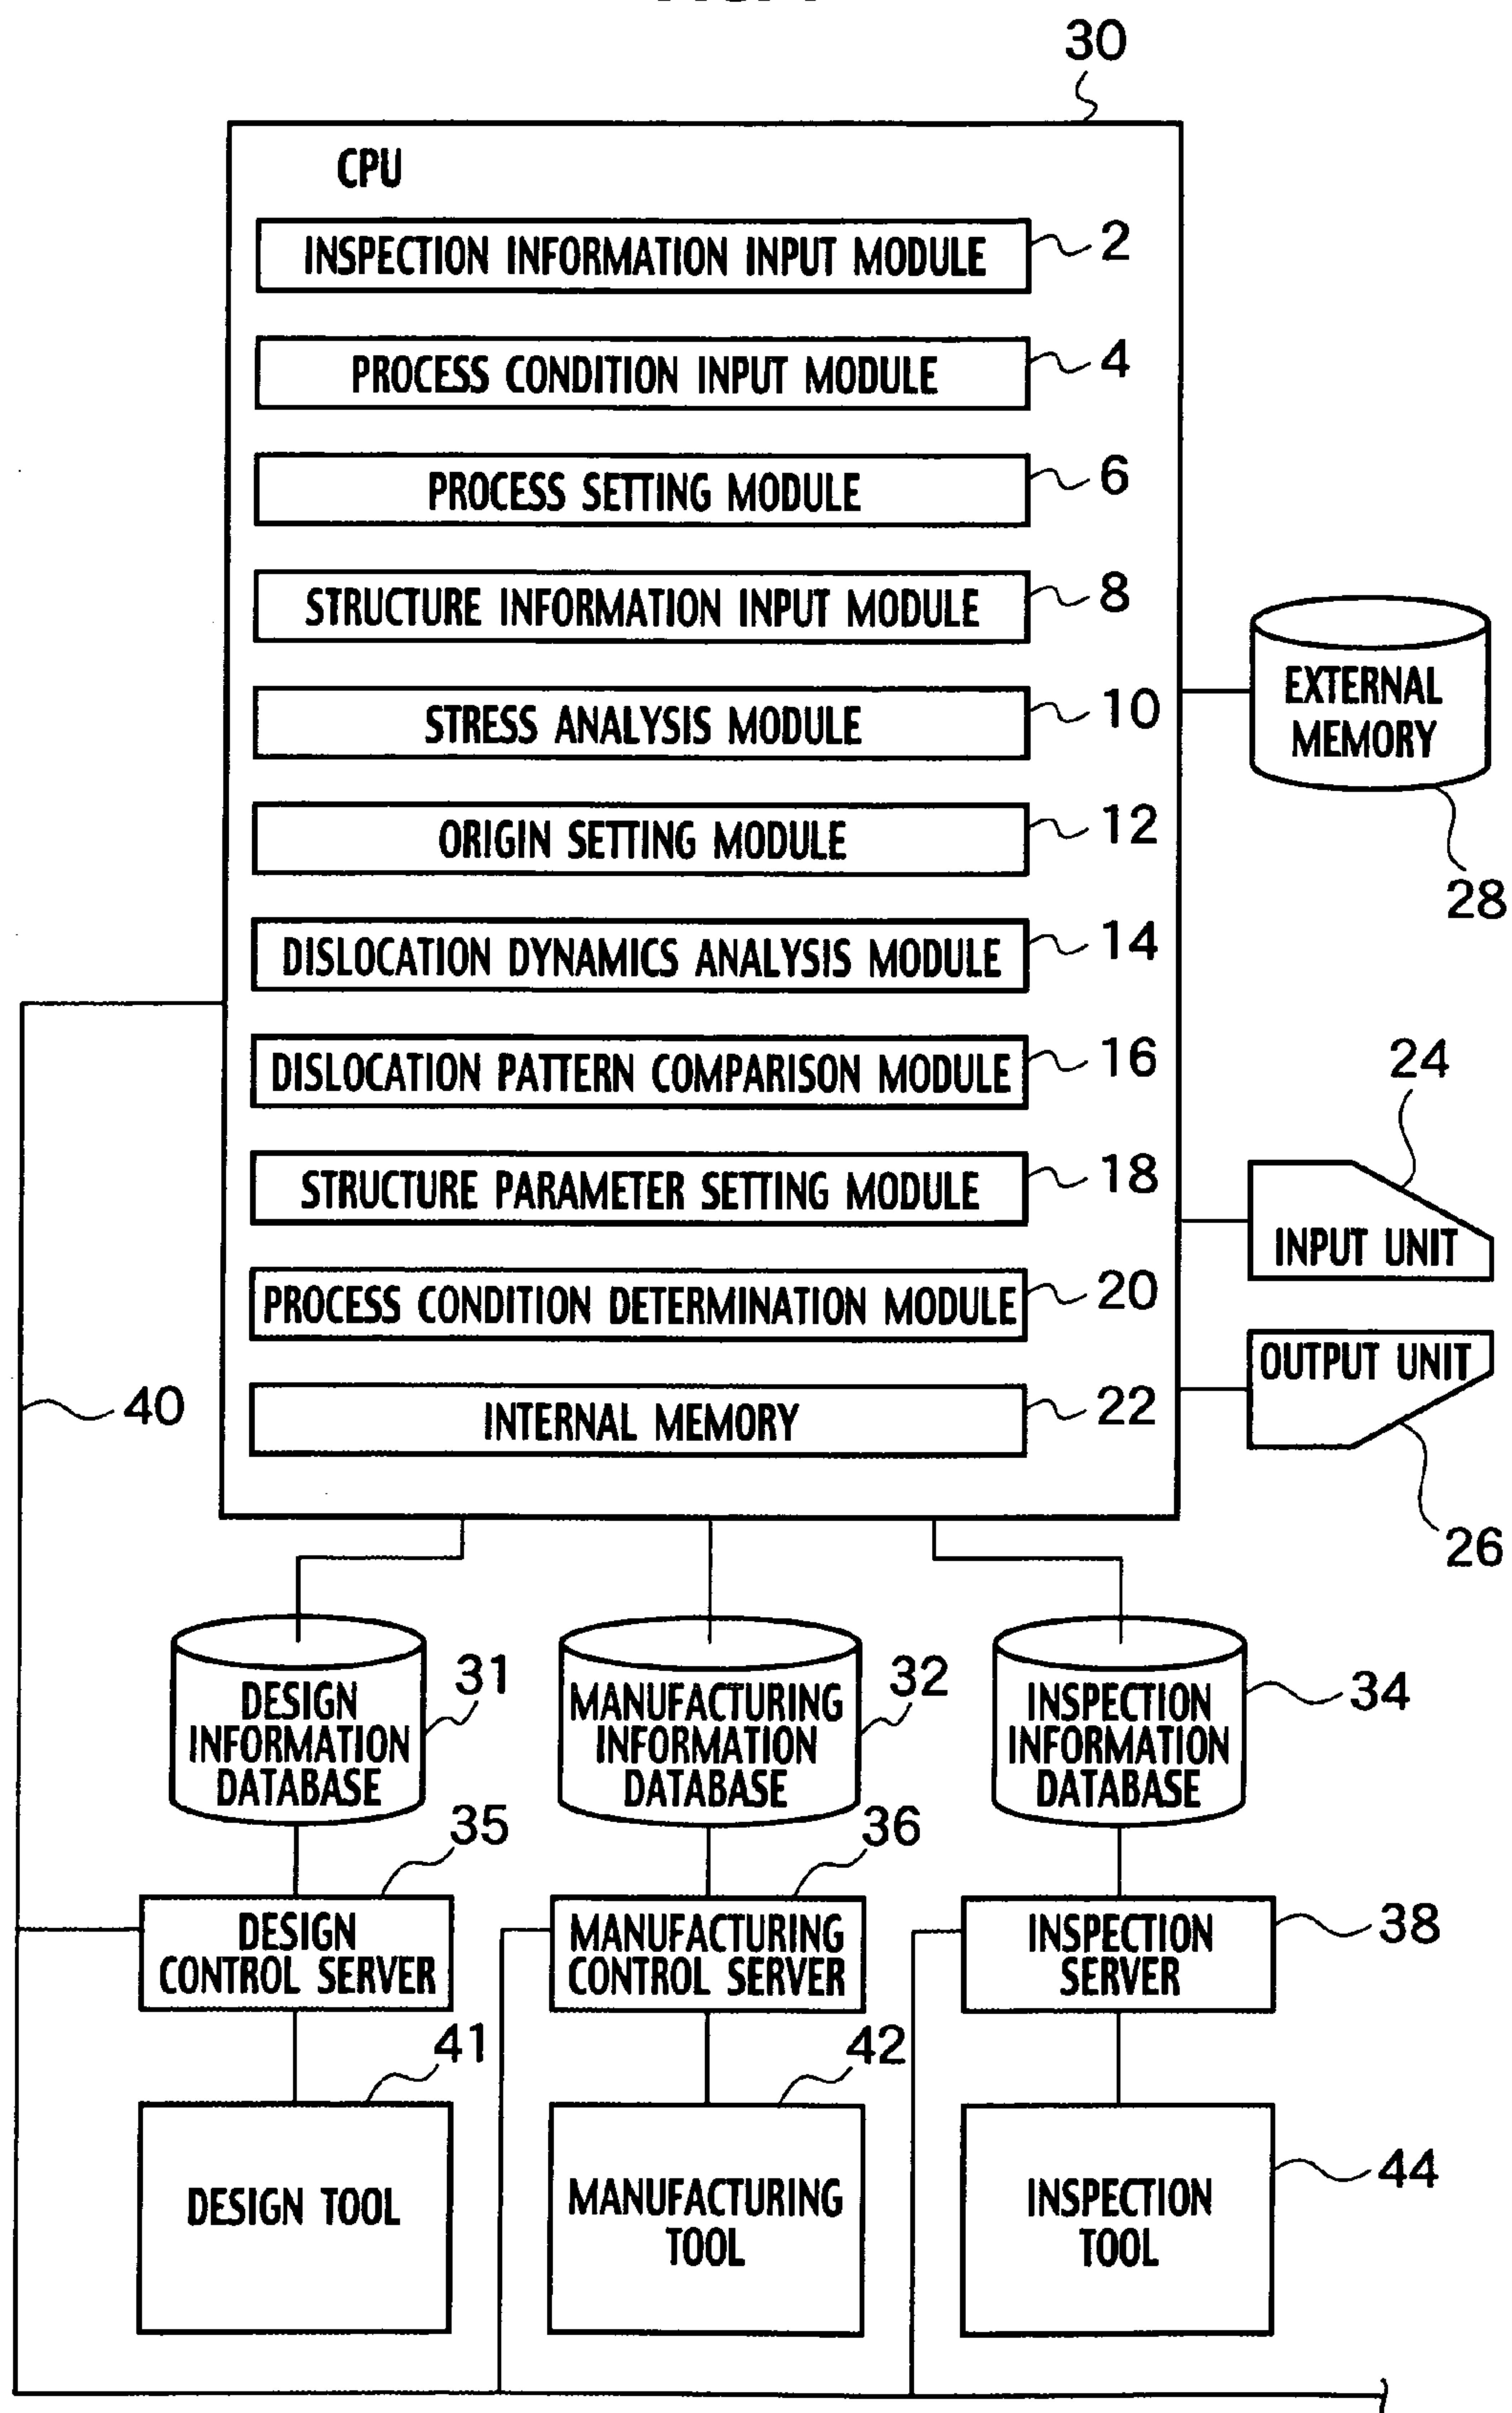 30
CPU
INSPECTION INFORMATION INPUT MODULE 2
PROCESS CONDITION INPUT MODULE 4
PROCESS SETTING MODULE 6
STRUCTURE INFORMATION INPUT MODULE 8
STRESS ANALYSIS MODULE 10
EXTERNAL
MEMORY
ORIGIN SETTING MODULE 12
28
DISLOCATION DYNAMICS ANALYSIS MODULE 14
DISLOCATION PATTERN COMPARISON MODULE 16
24
STRUCTURE PARAMETER SETTING MODULE 18
INPUT UNIT
PROCESS CONDITION DETERMINATION MODULE 20
OUTPUT UNIT
40
INTERNAL MEMORY 22
26
DESIGN
INFORMATION
DATABASE
31
MANUFACTURING
INFORMATION
DATABASE
32
INSPECTION
INFORMATION
DATABASE
34
35
36
DESIGN
CONTROL SERVER
MANUFACTURING
CONTROL SERVER
INSPECTION
SERVER
38
41
42
DESIGN TOOL
MANUFACTURING
TOOL
INSPECTION
TOOL
44